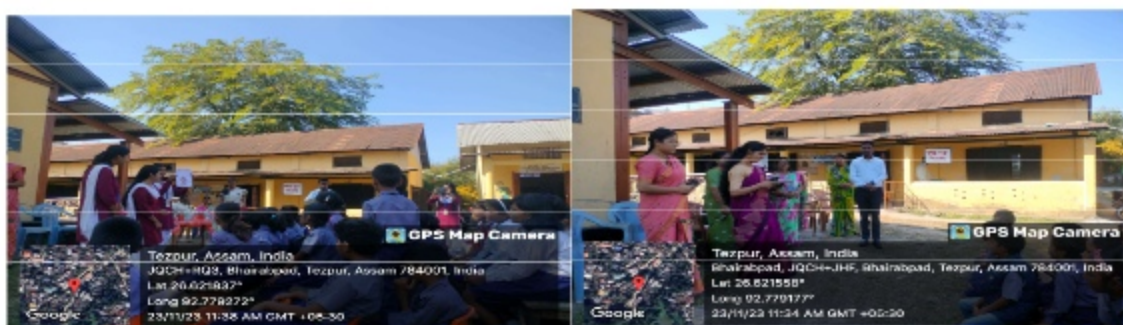 GPS Map Camera
Tezpur, Assam, India
JQCH+RQ3, Bhairabpad, Tezpur, Assam 784001, India
Lat 26.621837°
Long 92.779272°
23/11/23 11:38 AM GMT +05:30
Google
GPS Map Camera
Tezpur, Assam, India
Bhairabpad, JQCH+JHF, Bhairabpad, Tezpur, Assam 784001, India
Lat 26.621558°
Long 92.779177°
23/11/23 11:34 AM GMT +05:30
Google